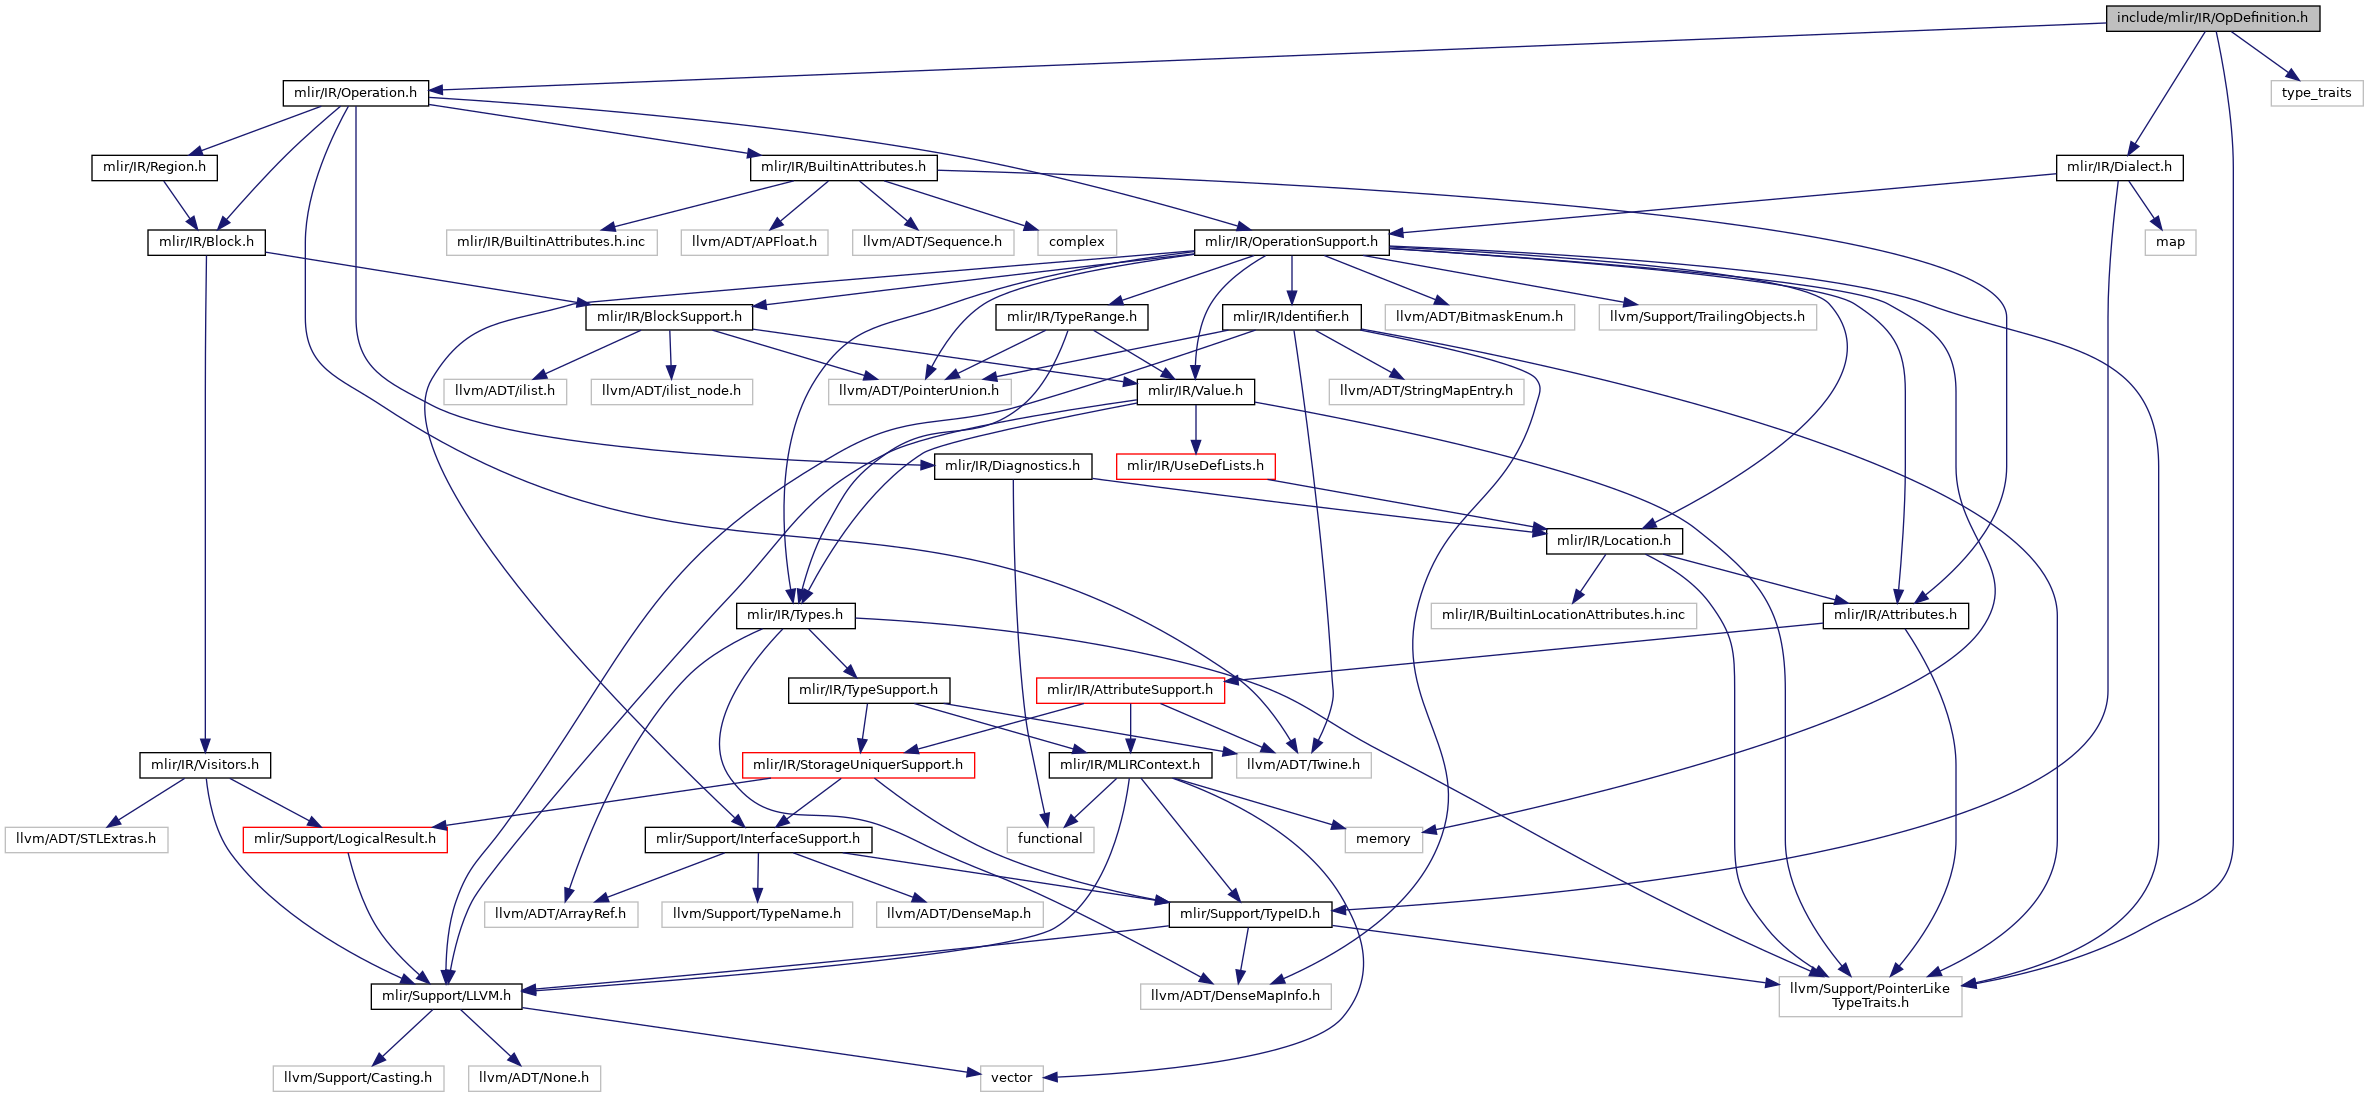 include/mlir/IR/OpDefinition.h
mlir/IR/Operation.h
type_traits
mlir/IR/Region.h
mlir/IR/BuiltinAttributes.h
mlir/IR/Dialect.h
mlir/IR/Block.h
mlir/IR/BuiltinAttributes.h.inc
llvm/ADT/APFloat.h
llvm/ADT/Sequence.h
complex
mlir/IR/OperationSupport.h
map
mlir/IR/BlockSupport.h
mlir/IR/TypeRange.h
mlir/IR/Identifier.h
llvm/ADT/BitmaskEnum.h
llvm/Support/TrailingObjects.h
llvm/ADT/ilist.h
llvm/ADT/ilist_node.h
llvm/ADT/PointerUnion.h
mlir/IR/Value.h
llvm/ADT/StringMapEntry.h
mlir/IR/Diagnostics.h
mlir/IR/UseDefLists.h
mlir/IR/Location.h
mlir/IR/Types.h
mlir/IR/BuiltinLocationAttributes.h.inc
mlir/IR/Attributes.h
mlir/IR/TypeSupport.h
mlir/IR/AttributeSupport.h
mlir/IR/Visitors.h
mlir/IR/StorageUniquerSupport.h
mlir/IR/MLIRContext.h
llvm/ADT/Twine.h
llvm/ADT/STLExtras.h
mlir/Support/LogicalResult.h
mlir/Support/InterfaceSupport.h
functional
memory
llvm/ADT/ArrayRef.h
llvm/Support/TypeName.h
llvm/ADT/DenseMap.h
mlir/Support/TypeID.h
mlir/Support/LLVM.h
llvm/ADT/DenseMapInfo.h
llvm/Support/PointerLike
TypeTraits.h
llvm/Support/Casting.h
llvm/ADT/None.h
vector